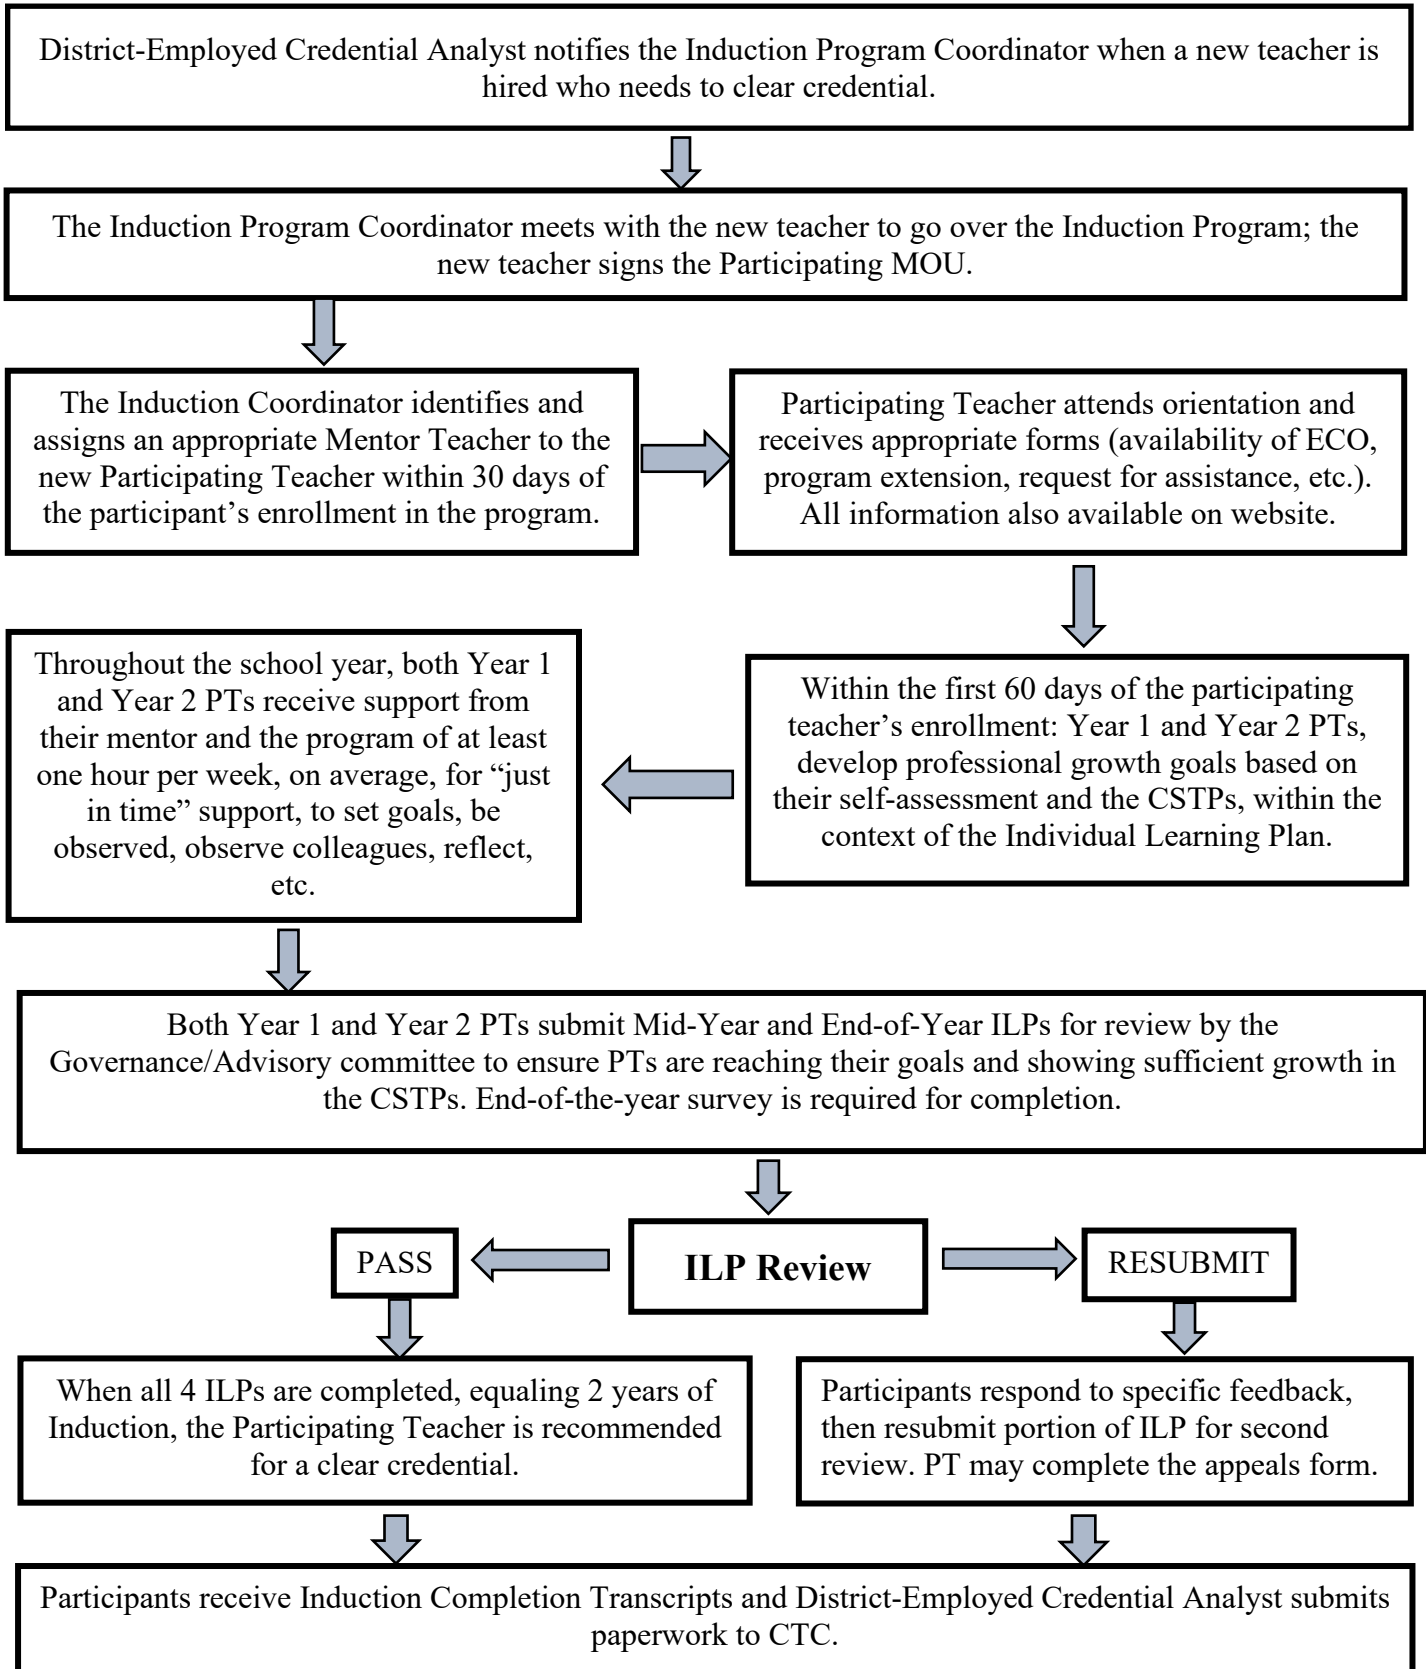 District-Employed Credential Analyst notifies the Induction Program Coordinator when a new teacher is
hired who needs to clear credential.
The Induction Program Coordinator meets with the new teacher to go over the Induction Program; the
new teacher signs the Participating MOU.
The Induction Coordinator identifies and
assigns an appropriate Mentor Teacher to the
new Participating Teacher within 30 days of
the participant’s enrollment in the program.
Participating Teacher attends orientation and
receives appropriate forms (availability of ECO,
program extension, request for assistance, etc.).
All information also available on website.
Within the first 60 days of the participating
teacher’s enrollment: Year 1 and Year 2 PTs,
develop professional growth goals based on
their self-assessment and the CSTPs, within the
context of the Individual Learning Plan.
Throughout the school year, both Year 1
and Year 2 PTs receive support from
their mentor and the program of at least
one hour per week, on average, for “just
in time” support, to set goals, be
observed, observe colleagues, reflect,
etc.
Both Year 1 and Year 2 PTs submit Mid-Year and End-of-Year ILPs for review by the
Governance/Advisory committee to ensure PTs are reaching their goals and showing sufficient growth in
the CSTPs. End-of-the-year survey is required for completion.
ILP Review
PASS
RESUBMIT
When all 4 ILPs are completed, equaling 2 years of
Induction, the Participating Teacher is recommended
for a clear credential.
Participants respond to specific feedback,
then resubmit portion of ILP for second
review. PT may complete the appeals form.
Participants receive Induction Completion Transcripts and District-Employed Credential Analyst submits
paperwork to CTC.